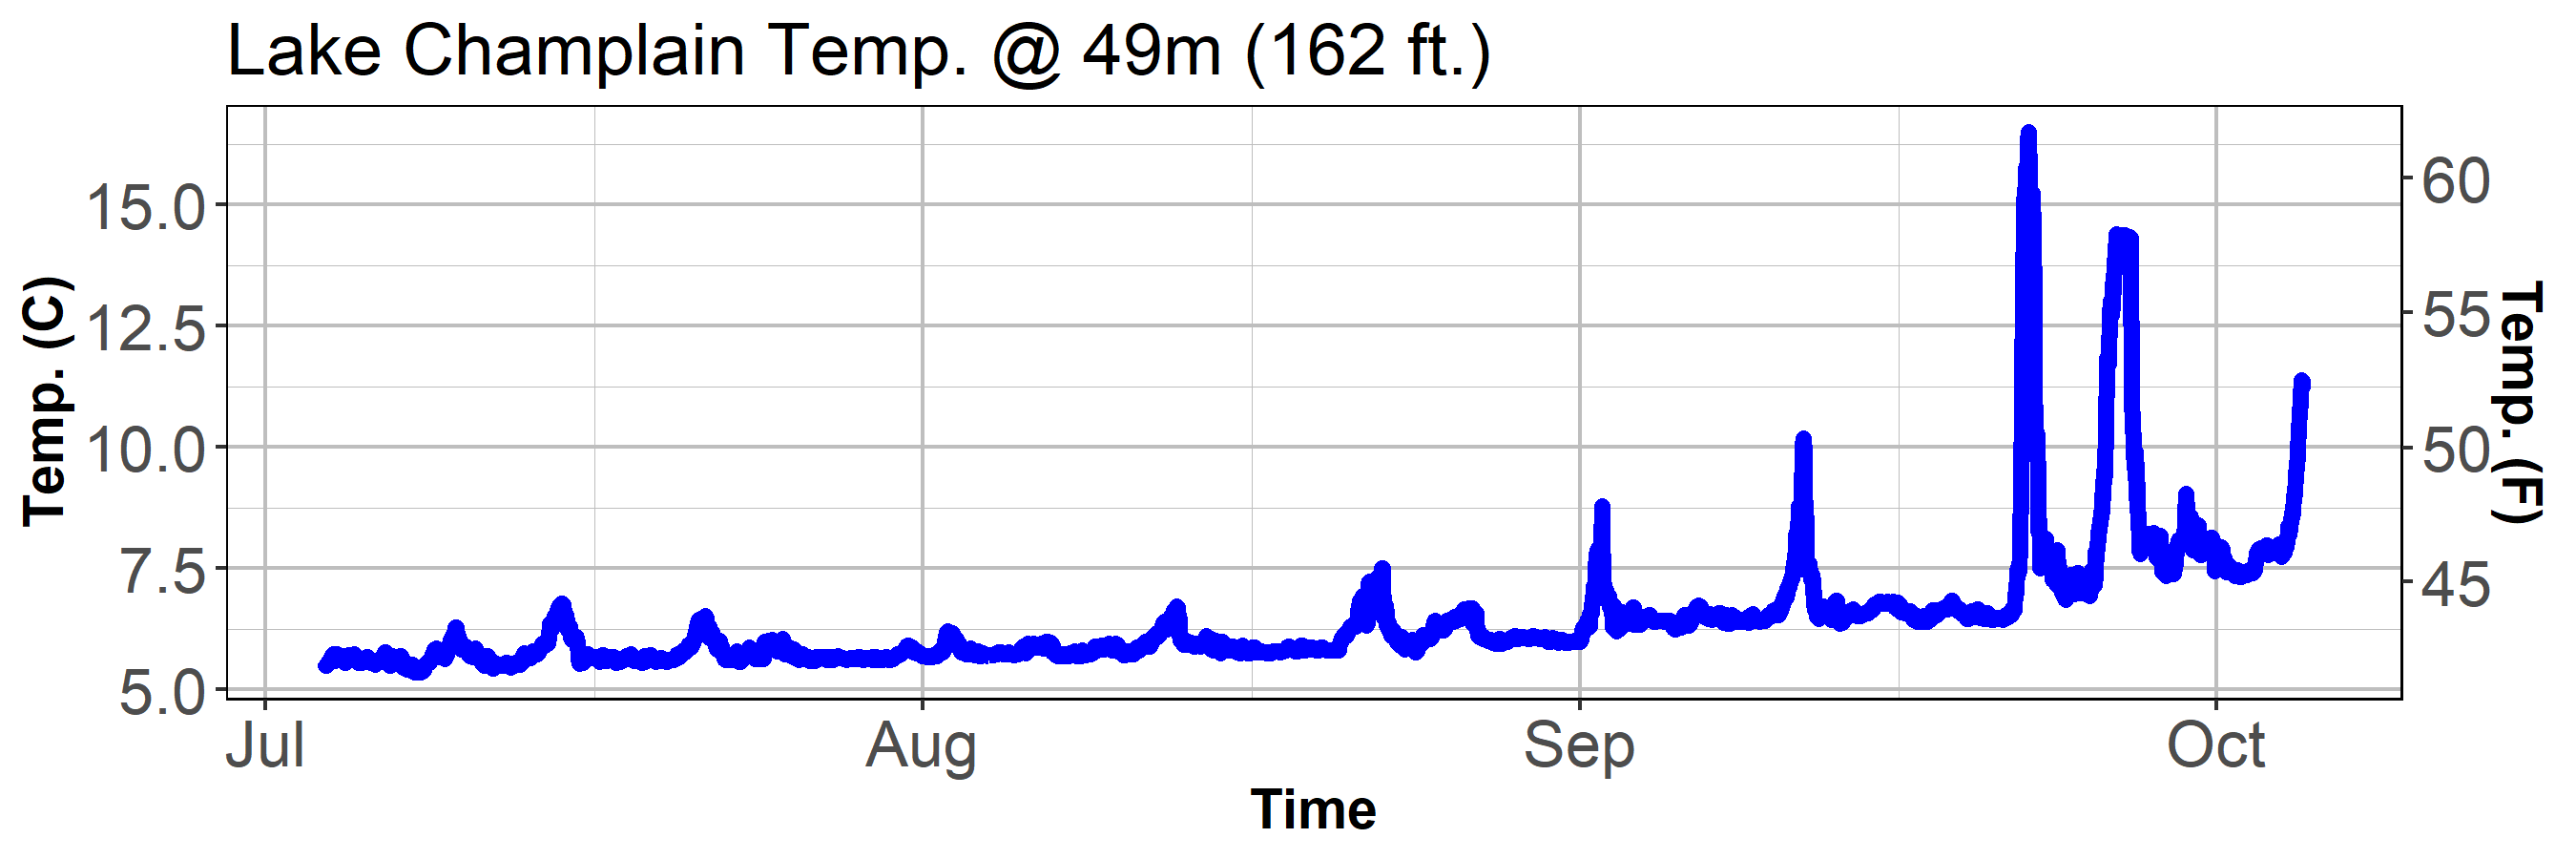 Lake Champlain Temp. @ 49m (162 ft.)
Temp. (C)
15.0
12.5
10.0
7.5
5.0
60
55
50
45
Temp. (F)
Jul Aug Sep Oct
Time